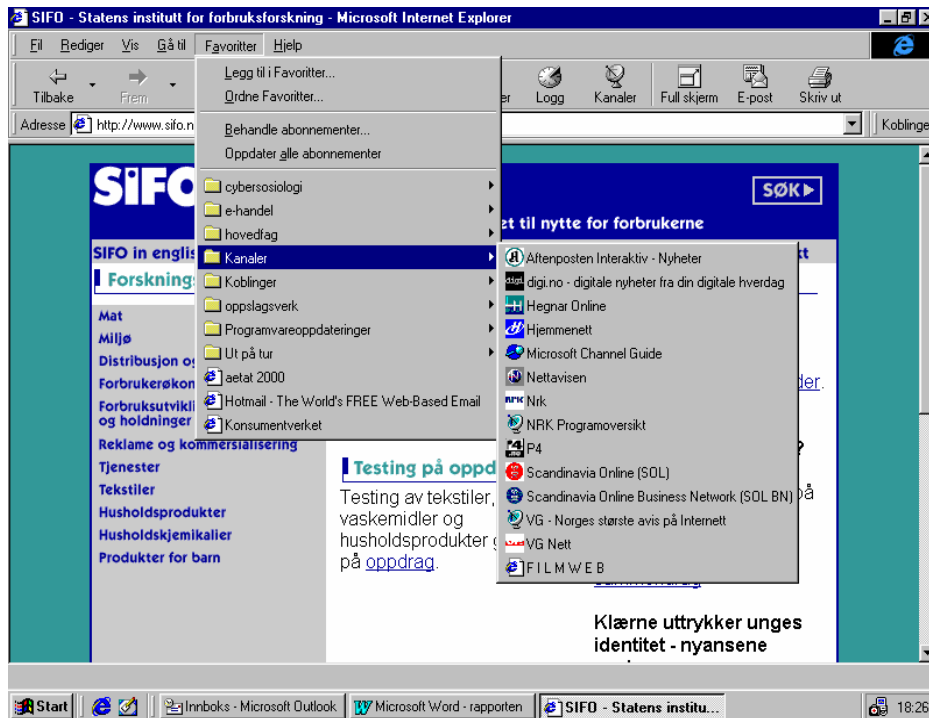 SIFO - Statens institutt for forbruksforskning - Microsoft Internet Explorer
Fil Rediger Vis Gå til Favoritter Hjelp
Tilbake Frem Logg Kanaler Full skjerm E-post Skriv ut
Adresse http://www.sifo.n Koblinge
Legg til i Favoritter...
Ordne Favoritter...
Behandle abonnementer...
Oppdater alle abonnementer
cybersosiologi
e-handel
hovedfag
Kanaler
Koblinger
oppslagsverk
Programvareoppdateringer
Ut på tur
aetat 2000
Hotmail - The World's FREE Web-Based Email
Konsumentverket
Aftenposten Interaktiv - Nyheter
digi.no - digitale nyheter fra din digitale hverdag
Hegnar Online
Hjemmenett
Microsoft Channel Guide
Nettavisen
Nrk
NRK Programoversikt
P4
Scandinavia Online (SOL)
Scandinavia Online Business Network (SOL BN)
VG - Norges største avis på Internett
VG Nett
F I L M W E B
SiFO
SØK
et til nytte for forbrukerne
SIFO in englis
kt
Forskning
Mat
Miljø
Distribusjon og
Forbrukerøkon
Forbruksutvikli
og holdninger
Reklame og kommersialisering
Tjenester
Tekstiler
Husholdsprodukter
Husholdskjemikalier
Produkter for barn
Testing på oppd
Testing av tekstiler,
vaskemidler og
husholdsprodukter g
på oppdrag.
der.
?
på
sammendrag
Klærne uttrykker unges
identitet - nyansene
Start Innboks - Microsoft Outlook Microsoft Word - rapporten SIFO - Statens institu... 18:26